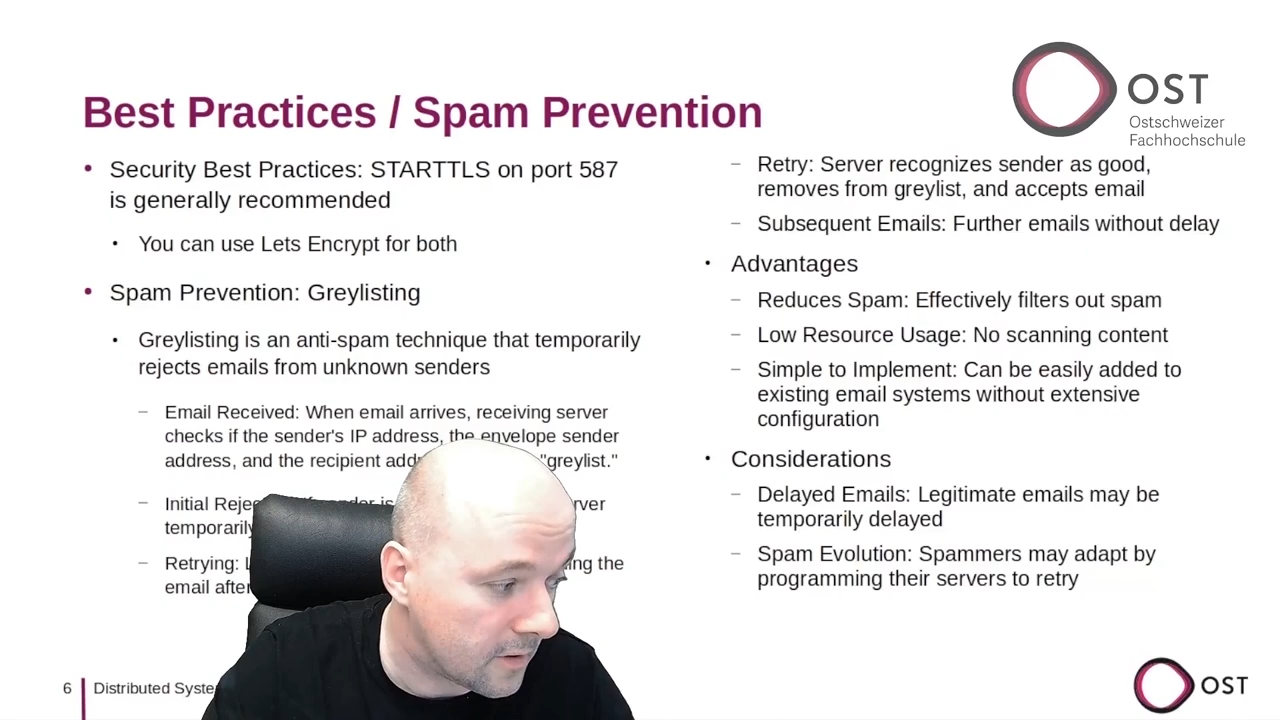 OST
Ostschweizer
Fachhochschule
Best Practices / Spam Prevention
• Security Best Practices: STARTTLS on port 587
is generally recommended
• You can use Lets Encrypt for both
• Spam Prevention: Greylisting
• Greylisting is an anti-spam technique that temporarily
rejects emails from unknown senders
– Email Received: When email arrives, receiving server
checks if the sender's IP address, the envelope sender
address, and the recipient "greylist."
– Initial
temporarily
– Retrying: the
email after
– Retry: Server recognizes sender as good,
removes from greylist, and accepts email
– Subsequent Emails: Further emails without delay
• Advantages
– Reduces Spam: Effectively filters out spam
– Low Resource Usage: No scanning content
– Simple to Implement: Can be easily added to
existing email systems without extensive
configuration
• Considerations
– Delayed Emails: Legitimate emails may be
temporarily delayed
– Spam Evolution: Spammers may adapt by
programming their servers to retry
6 Distributed
OST